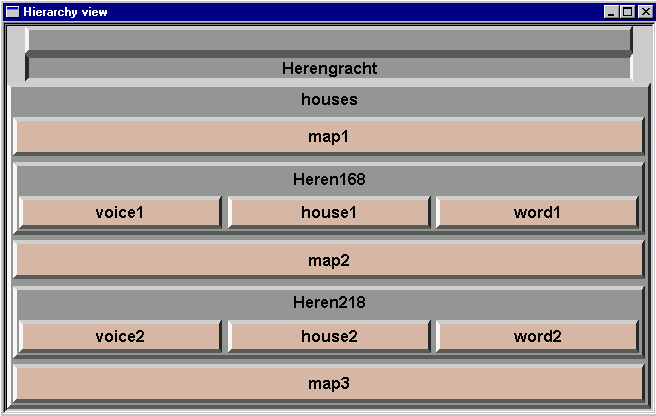 Hierarchy view
Herengracht
houses
map1
Heren168
voice1 house1 word1
map2
Heren218
voice2 house2 word2
map3